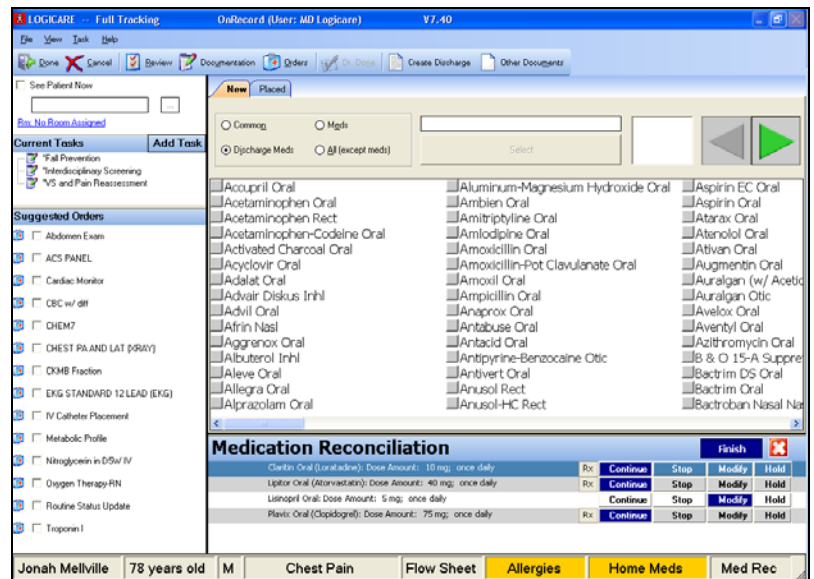 LOGICARE -- Full Tracking OnRecord (User: MD Logicare) V7.40
File View Task Help
Done Cancel Review Documentation Orders Dr. Done Create Discharge Other Documents
See Patient Now
...
Rm: No Room Assigned
Current Tasks Add Task
*Fall Prevention
*Interdisciplinary Screening
*VS and Pain Reassessment
Suggested Orders
Abdomen Exam
ACS PANEL
Cardiac Monitor
CBC w/ diff
CHEM7
CHEST PA AND LAT (XRAY)
CKMB Fraction
EKG STANDARD 12 LEAD (EKG)
IV Catheter Placement
Metabolic Profile
Nitroglycerin in D5W IV
Oxygen Therapy-RN
Routine Status Update
Troponin I
New Placed
Common Meds
Discharge Meds All (except meds)
Select
Accupril Oral
Acetaminophen Oral
Acetaminophen Rect
Acetaminophen-Codeine Oral
Activated Charcoal Oral
Acyclovir Oral
Adalat Oral
Advair Diskus Inhl
Advil Oral
Afrin Nasl
Aggrenox Oral
Albuterol Inhl
Aleve Oral
Allegra Oral
Alprazolam Oral
Aluminum-Magnesium Hydroxide Oral
Ambien Oral
Amitriptyline Oral
Amlodipine Oral
Amoxicillin Oral
Amoxicillin-Pot Clavulanate Oral
Amoxil Oral
Ampicillin Oral
Anaprox Oral
Antabuse Oral
Antacid Oral
Antipyrine-Benzocaine Otic
Antivert Oral
Anusol Rect
Anusol-HC Rect
Aspirin EC Oral
Aspirin Oral
Atarax Oral
Atenolol Oral
Ativan Oral
Augmentin Oral
Auralgan (w/ Acetic
Auralgan Otic
Avelox Oral
Aventyl Oral
Azithromycin Oral
B & O 15-A Suppre
Bactrim DS Oral
Bactrim Oral
Bactroban Nasal Na
Medication Reconciliation Finish
Claritin Oral (Loratadine): Dose Amount: 10 mg; once daily Rx Continue Stop Modify Hold
Lipitor Oral (Atorvastatin): Dose Amount: 40 mg; once daily Rx Continue Stop Modify Hold
Lisinopril Oral: Dose Amount: 5 mg; once daily Continue Stop Modify Hold
Plavix Oral (Clopidogrel): Dose Amount: 75 mg; once daily Rx Continue Stop Modify Hold
Jonah Mellville 78 years old M Chest Pain Flow Sheet Allergies Home Meds Med Rec